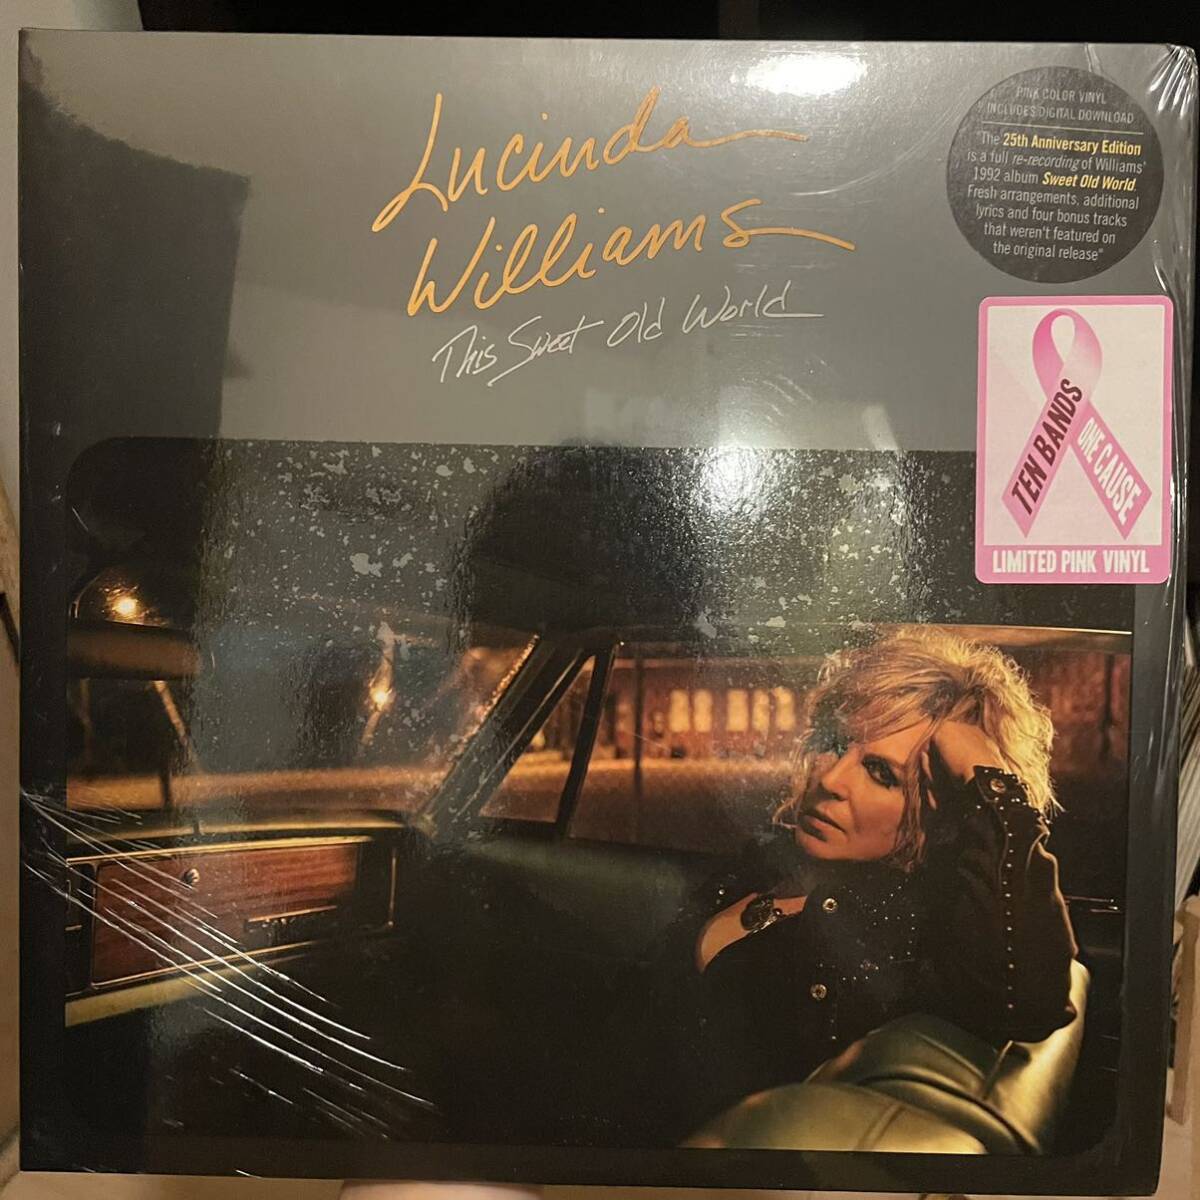 Lucinda
Williams
This Sweet Old World
PINK COLOR VINYL
INCLUDES DIGITAL DOWNLOAD
"The 25th Anniversary Edition
is a full re-recording of Williams'
1992 album Sweet Old World.
Fresh arrangements, additional
lyrics and four bonus tracks
that weren't featured on
the original release"
TEN BANDS
ONE CAUSE
LIMITED PINK VINYL